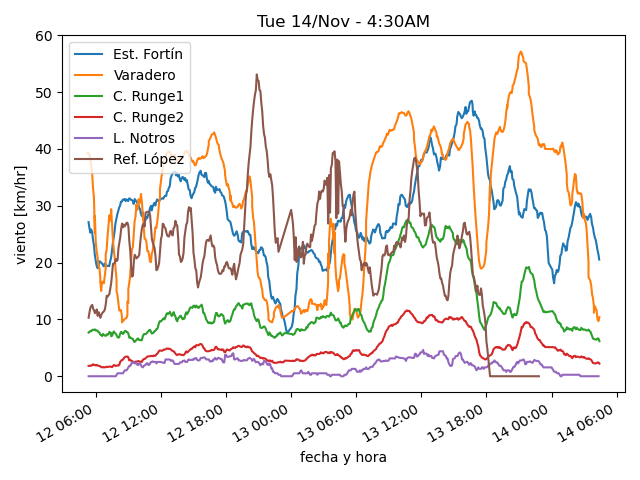 Tue 14/Nov - 4:30AM
60
50
40
30
20
10
0
viento [km/hr]
Est. Fortín
Varadero
C. Runge1
C. Runge2
L. Notros
Ref. López
12 06:00
12 12:00
12 18:00
13 00:00
13 06:00
13 12:00
13 18:00
14 00:00
14 06:00
fecha y hora